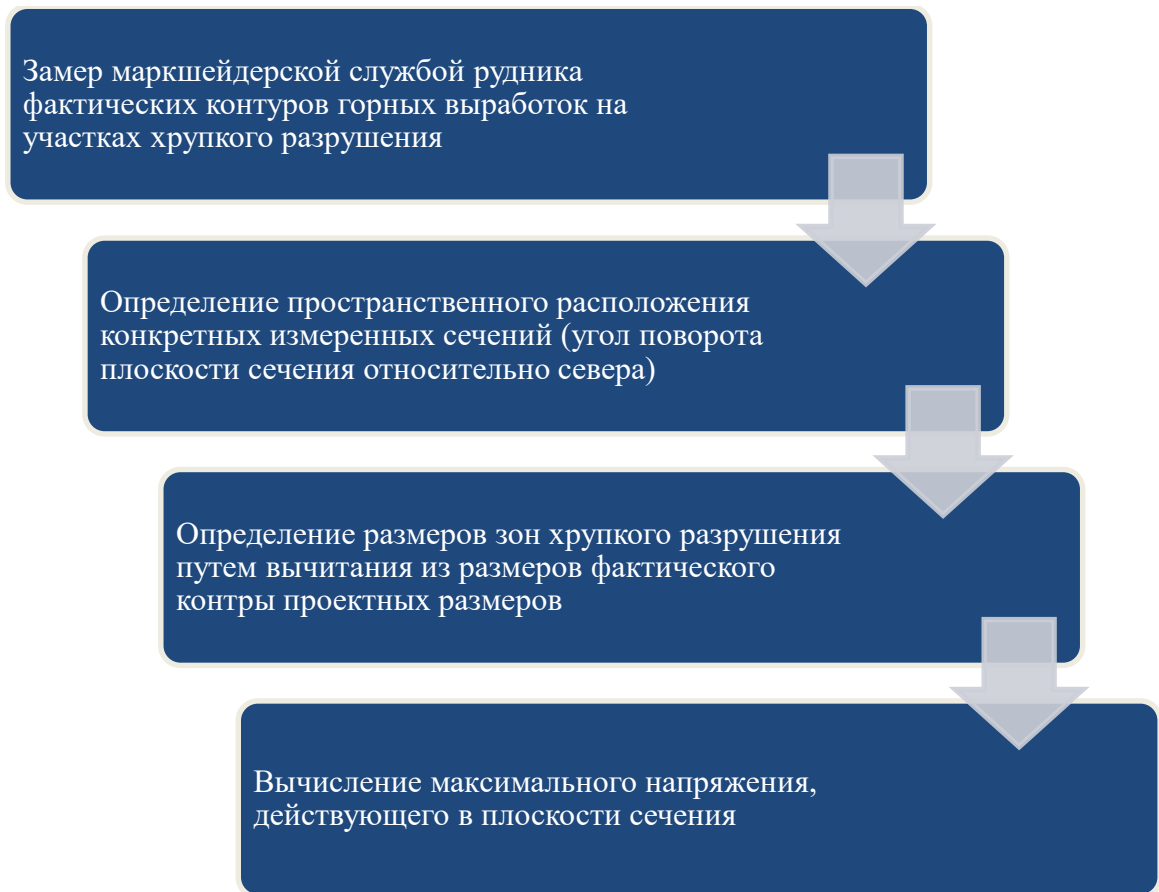 Замер маркшейдерской службой рудника
фактических контуров горных выработок на
участках хрупкого разрушения
Определение пространственного расположения
конкретных измеренных сечений (угол поворота
плоскости сечения относительно севера)
Определение размеров зон хрупкого разрушения
путем вычитания из размеров фактического
контры проектных размеров
Вычисление максимального напряжения,
действующего в плоскости сечения